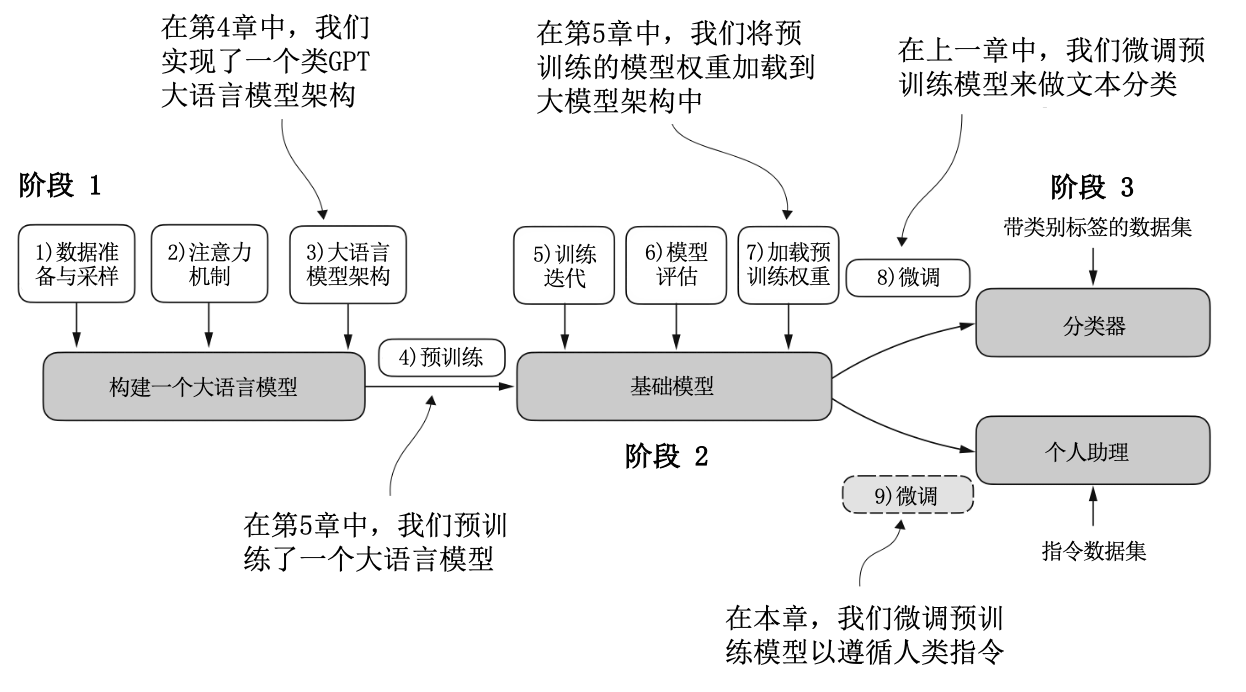 在第4章中，我们
实现了一个类GPT
大语言模型架构
在第5章中，我们将预
训练的模型权重加载到
大模型架构中
在上一章中，我们微调预
训练模型来做文本分类
阶段 1
阶段 3
带类别标签的数据集
1)数据准
备与采样
2)注意力
机制
3)大语言
模型架构
5)训练
迭代
6)模型
评估
7)加载预
训练权重
8)微调
分类器
4)预训练
构建一个大语言模型
基础模型
阶段 2
个人助理
9)微调
在第5章中，我们预训
练了一个大语言模型
指令数据集
在本章，我们微调预训
练模型以遵循人类指令